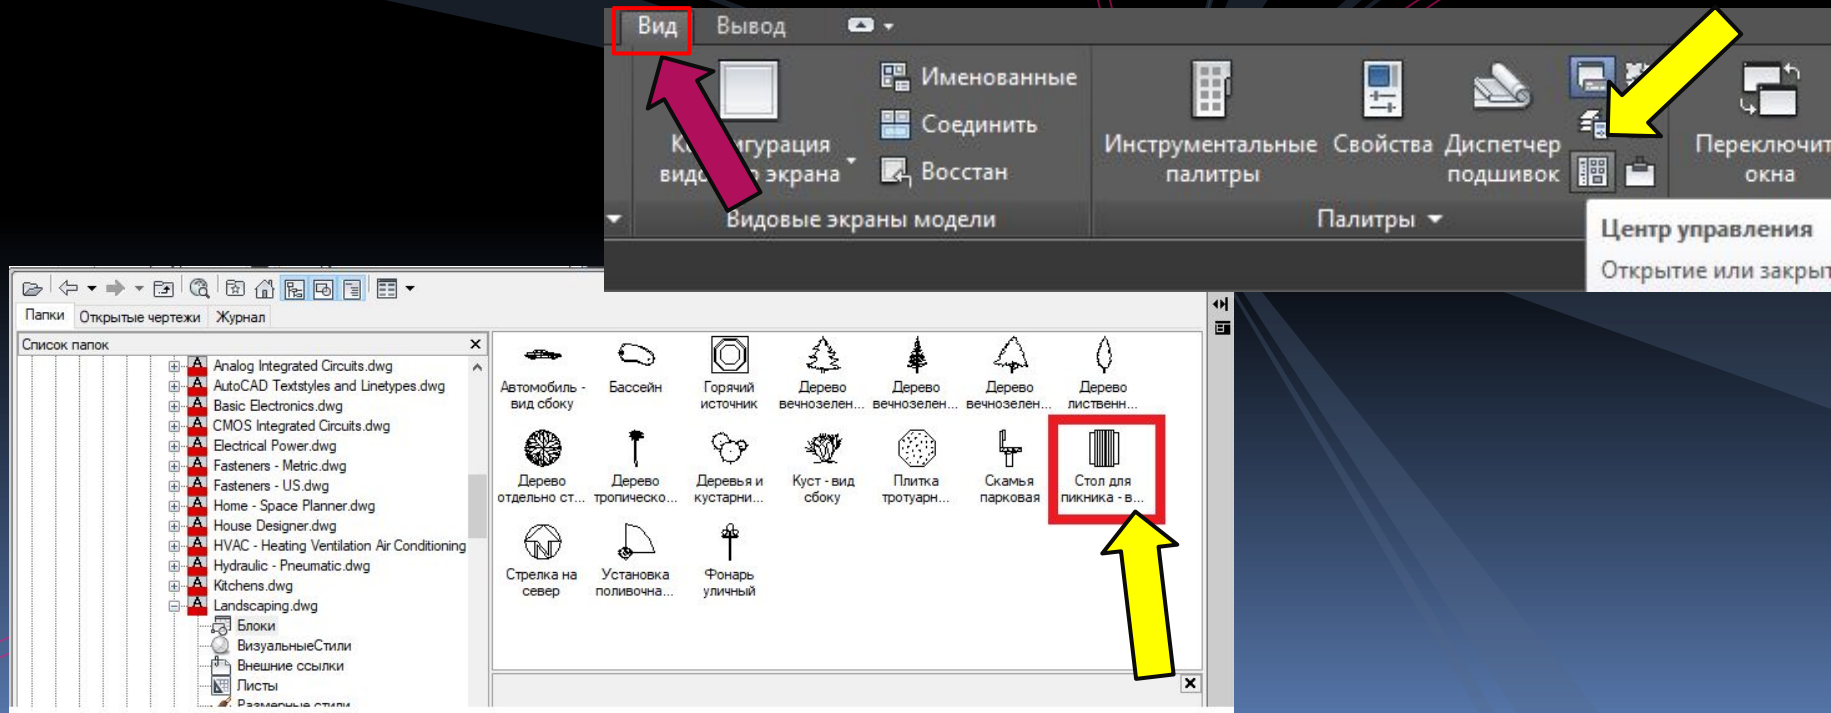 Вид Вывод
Именованные
Соединить
Восстан
видо экрана
Инструментальные
палитры
Свойства
Диспетчер
подшивок
Переключит
окна
Видовые экраны модели
Палитры
Центр управления
Открытие или закрыт
Папки Открытые чертежи Журнал
Список папок
Analog Integrated Circuits.dwg
AutoCAD Textstyles and Linetypes.dwg
Basic Electronics.dwg
CMOS Integrated Circuits.dwg
Electrical Power.dwg
Fasteners - Metric.dwg
Fasteners - US.dwg
Home - Space Planner.dwg
House Designer.dwg
HVAC - Heating Ventilation Air Conditioning
Hydraulic - Pneumatic.dwg
Kitchens.dwg
Landscaping.dwg
Блоки
ВизуальныеСтили
Внешние ссылки
Листы
Размерные стили
Автомобиль -
вид сбоку
Бассейн
Горячий
источник
Дерево
вечнозелен...
Дерево
вечнозелен...
Дерево
вечнозелен...
Дерево
лиственн...
Дерево
отдельно ст...
Дерево
тропическо...
Деревья и
кустарни...
Куст - вид
сбоку
Плитка
тротуарн...
Скамья
парковая
Стол для
пикника - в...
Стрелка на
север
Установка
поливочна...
Фонарь
уличный